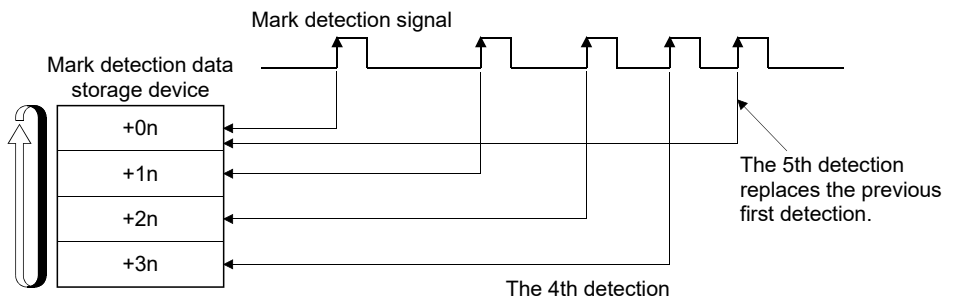 Mark detection signal
Mark detection data
storage device
+0n
+1n
+2n
+3n
The 5th detection
replaces the previous
first detection.
The 4th detection